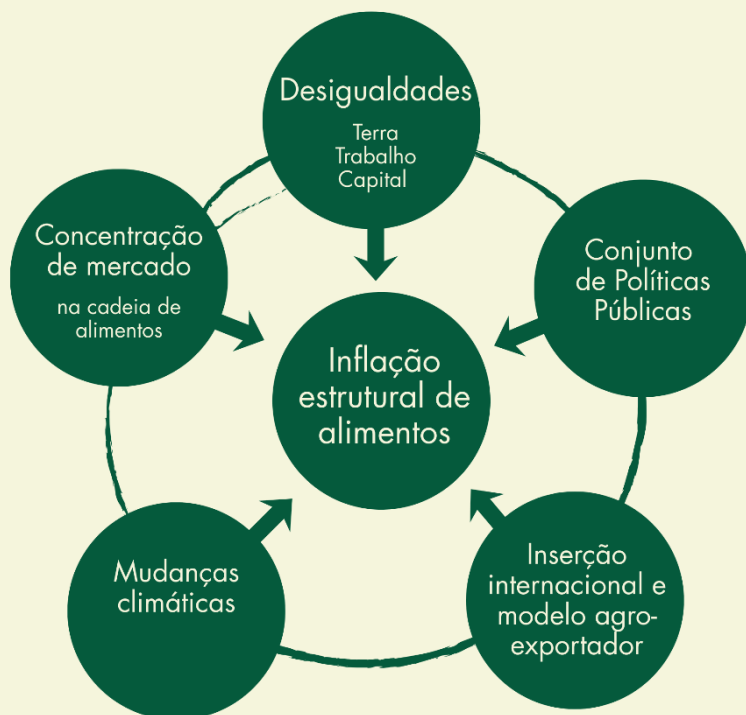 Desigualdades
Terra
Trabalho
Capital
Concentração
de mercado
na cadeia de
alimentos
Conjunto
de Políticas
Públicas
Inflação
estrutural de
alimentos
Mudanças
climáticas
Inserção
internacional e
modelo agro-
exportador